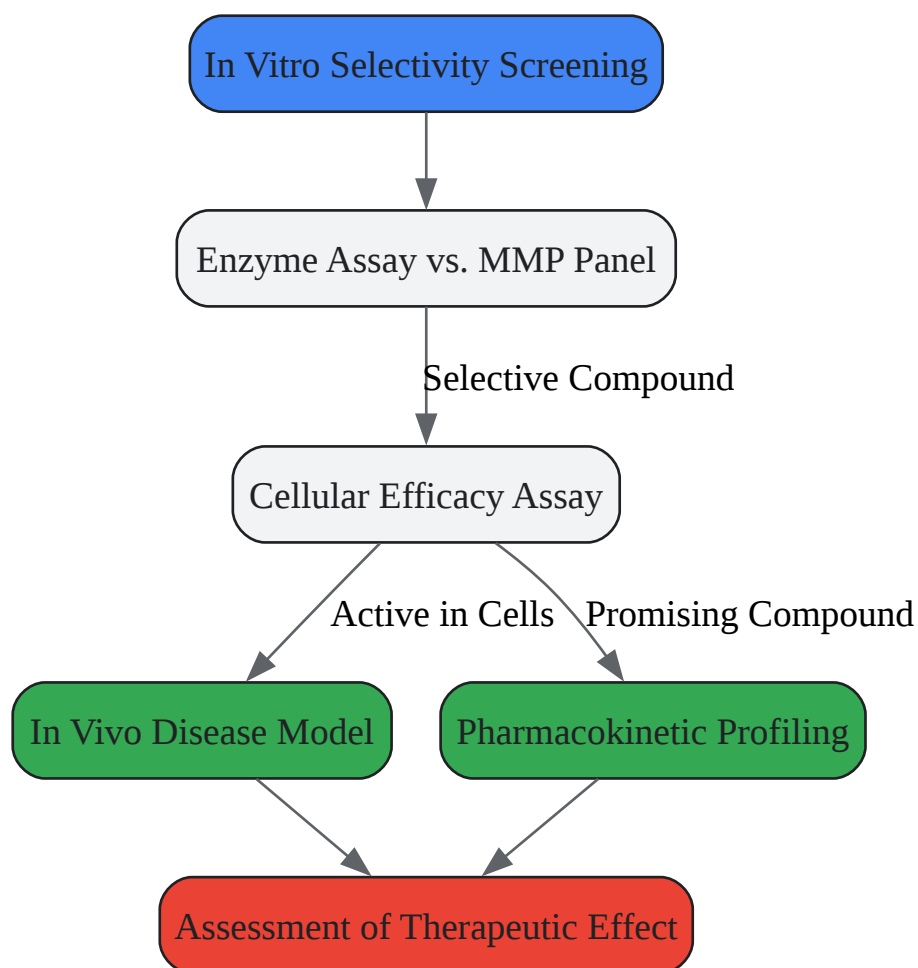 In Vitro Selectivity Screening
Enzyme Assay vs. MMP Panel
Selective Compound
Cellular Efficacy Assay
Active in Cells
Promising Compound
In Vivo Disease Model
Pharmacokinetic Profiling
Assessment of Therapeutic Effect